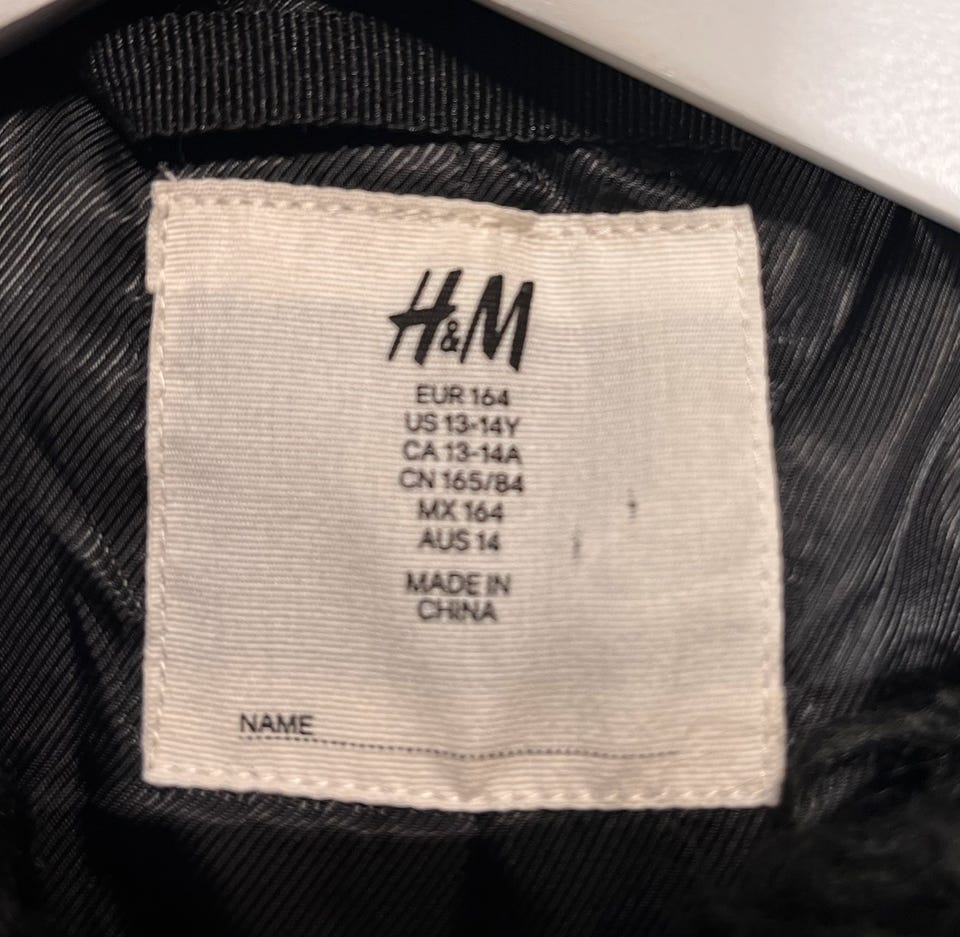 H&M
EUR 164
US 13-14Y
CA 13-14A
CN 165/84
MX 164
AUS 14
MADE IN
CHINA
NAME